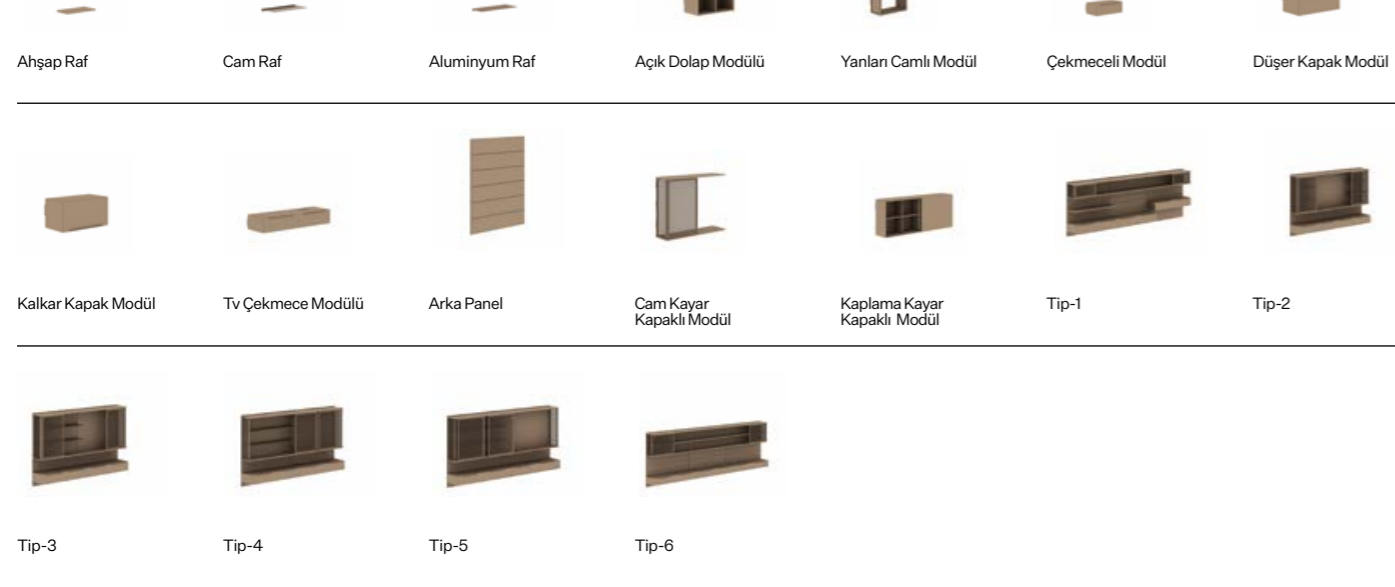 Ahşap Raf
Cam Raf
Aluminyum Raf
Açık Dolap Modülü
Yanları Camlı Modül
Çekmeceli Modül
Düşer Kapak Modül
Kalkar Kapak Modül
Tv Çekmece Modülü
Arka Panel
Cam Kayar
Kapaklı Modül
Kaplama Kayar
Kapaklı Modül
Tip-1
Tip-2
Tip-3
Tip-4
Tip-5
Tip-6